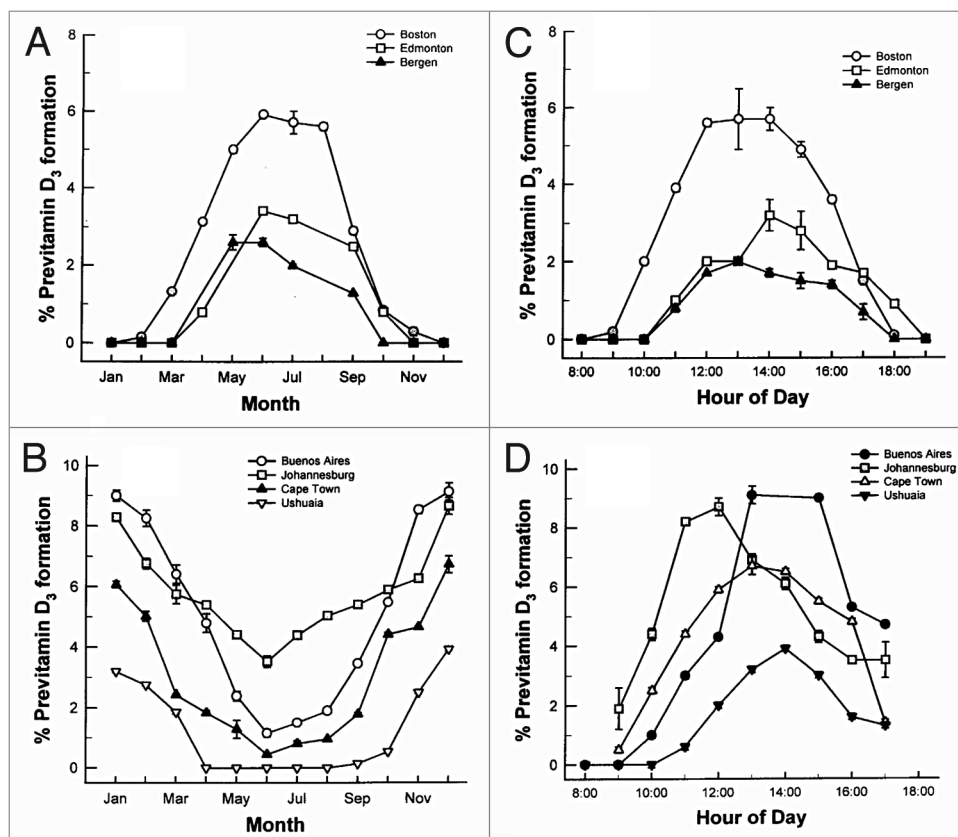 A
8
6
4
2
0
% Previtamin D3 formation
Boston
Edmonton
Bergen
Jan
Mar
May
Jul
Sep
Nov
Month
C
8
6
4
2
0
% Previtamin D3 formation
Boston
Edmonton
Bergen
8:00
10:00
12:00
14:00
16:00
18:00
Hour of Day
B
10
8
6
4
2
0
% Previtamin D3 formation
Buenos Aires
Johannesburg
Cape Town
Ushuaia
Jan
Mar
May
Jul
Sep
Nov
Month
D
10
8
6
4
2
0
% Previtamin D3 formation
Buenos Aires
Johannesburg
Cape Town
Ushuaia
8:00
10:00
12:00
14:00
16:00
18:00
Hour of Day